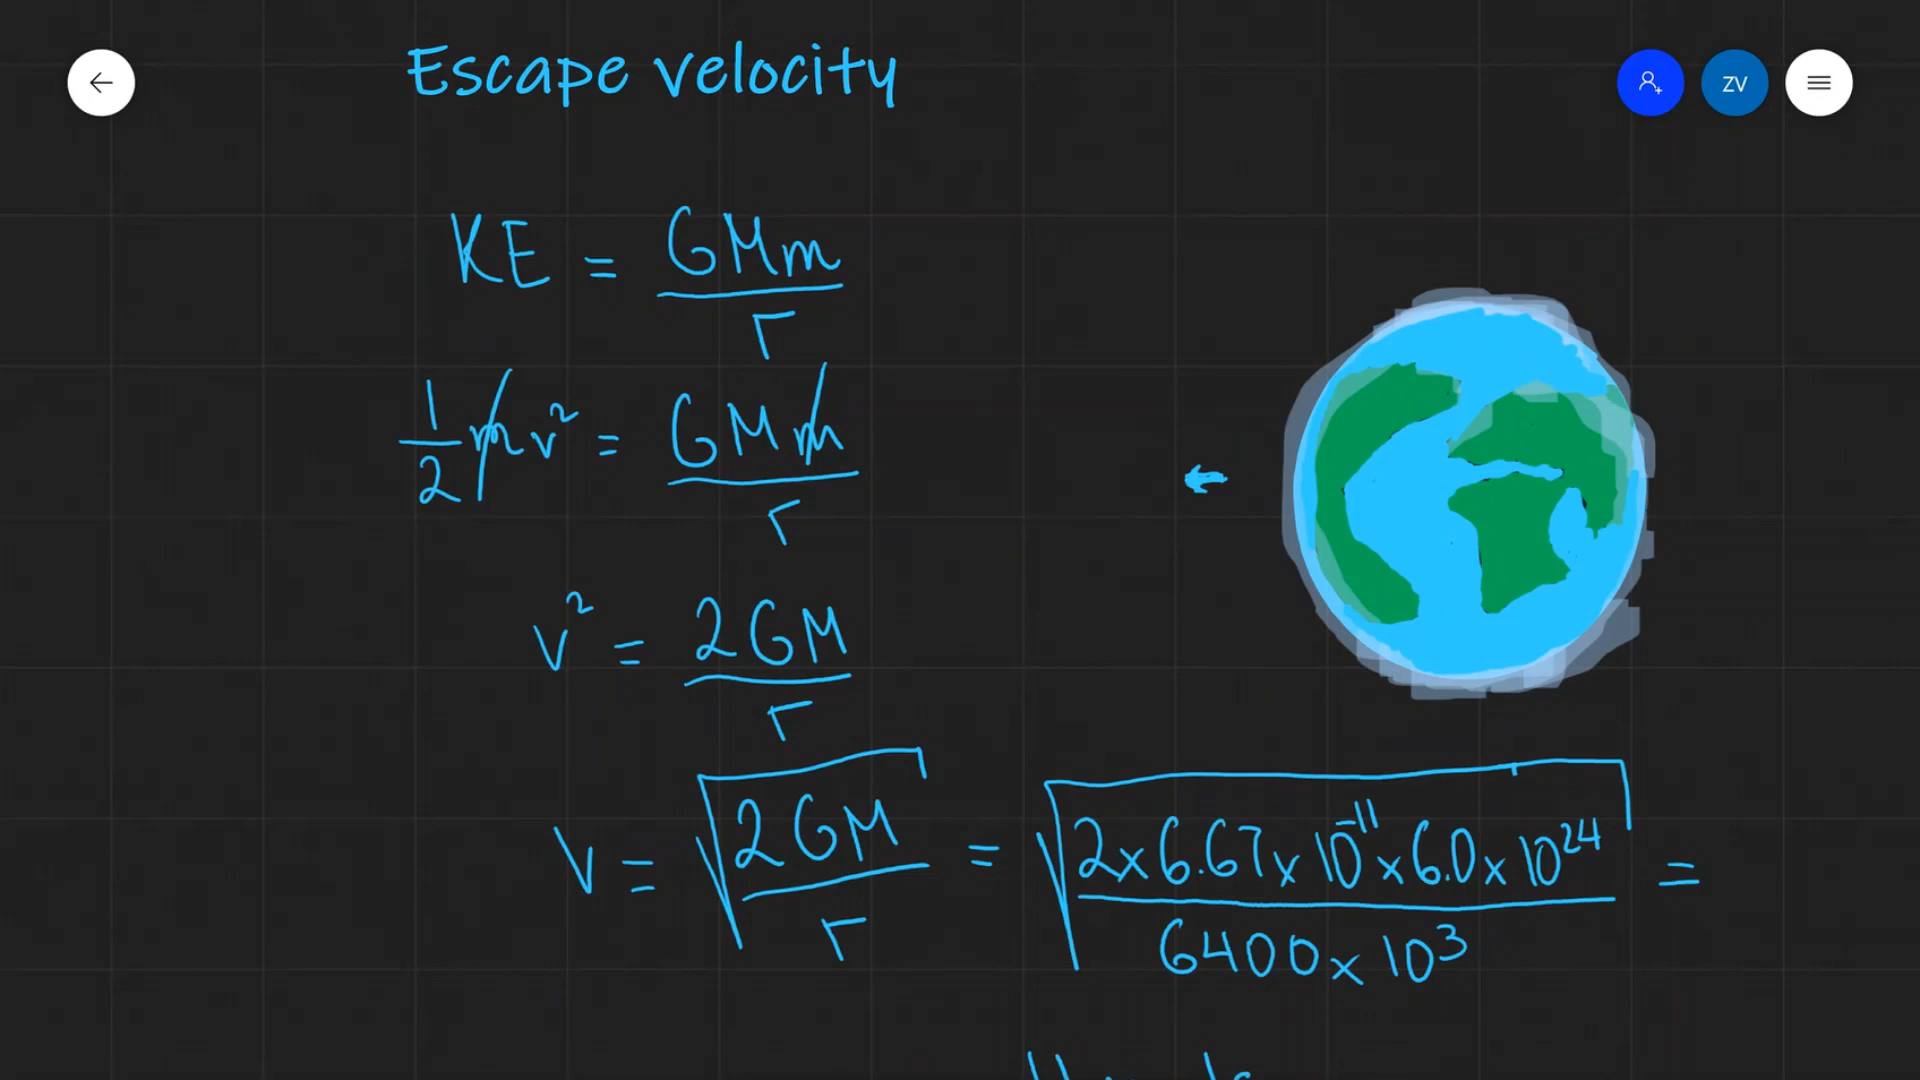 Escape velocity
ZV
KE = GMm/r
1/2 mv² = GMm/r
v² = 2GM/r
V = √(2GM/r) = √(2×6.67×10⁻¹¹×6.0×10²⁴/6400×10³) =